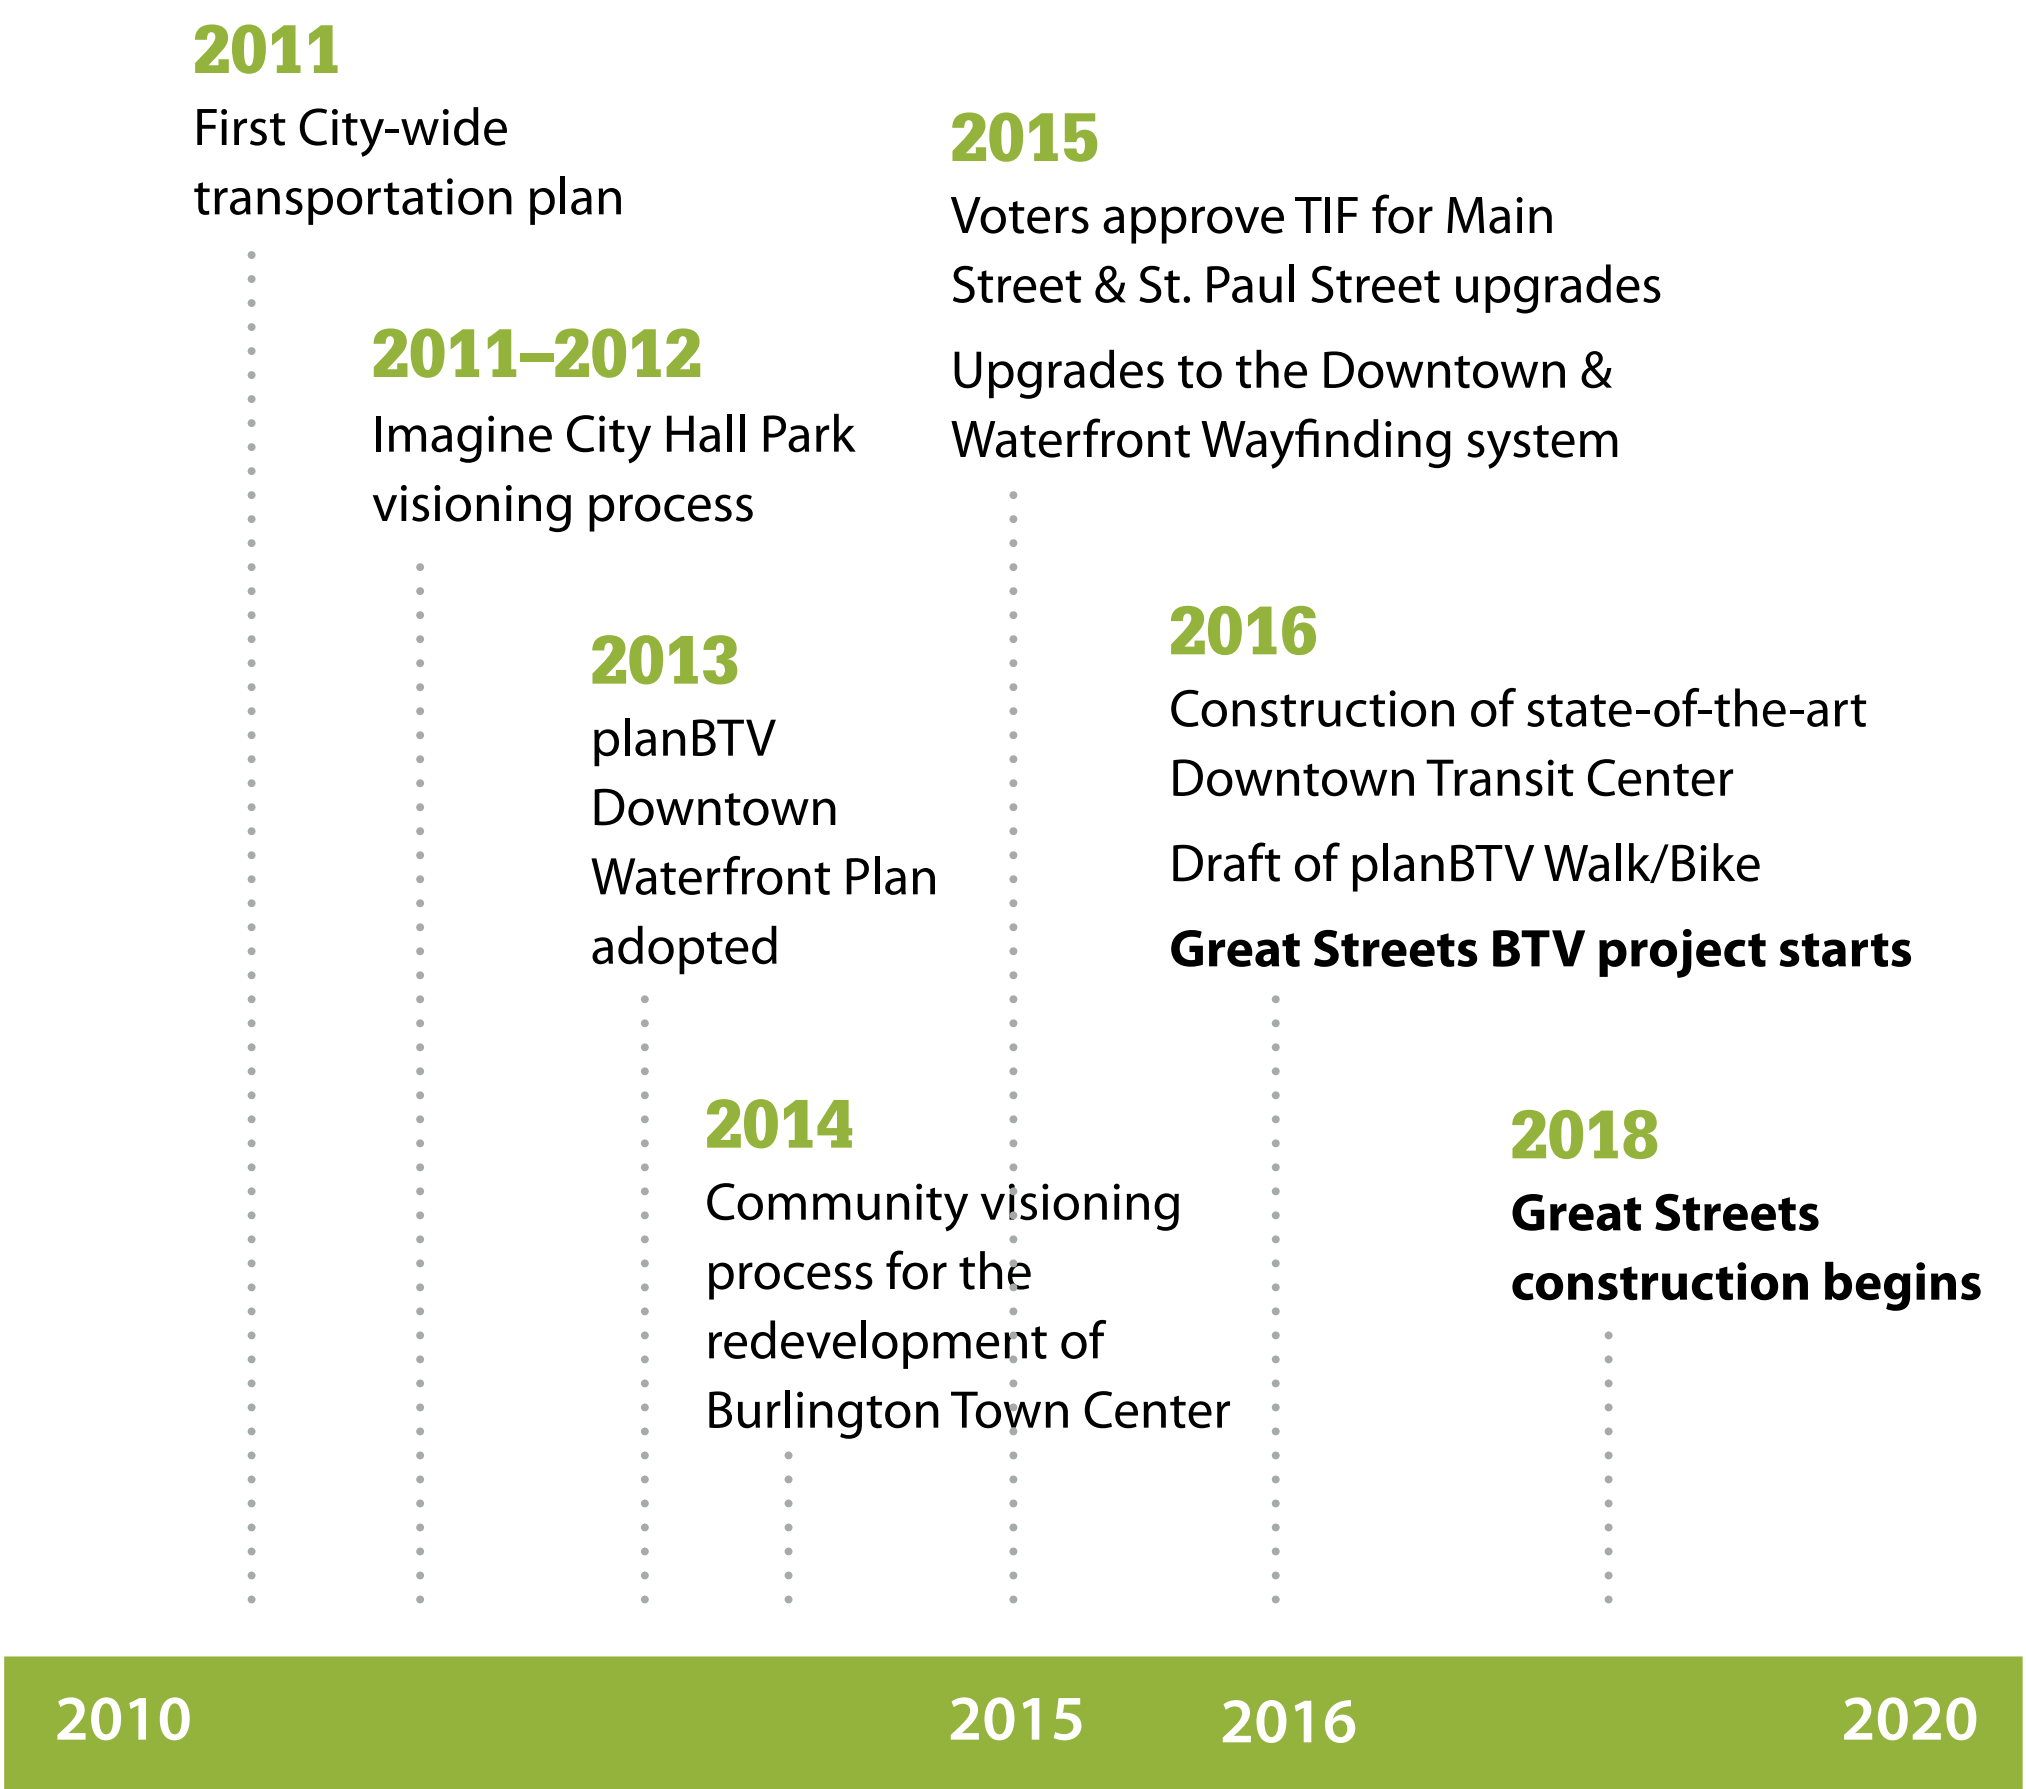 2011
First City-wide
transportation plan
2011–2012
Imagine City Hall Park
visioning process
2013
planBTV
Downtown
Waterfront Plan
adopted
2014
Community visioning
process for the
redevelopment of
Burlington Town Center
2015
Voters approve TIF for Main
Street & St. Paul Street upgrades
Upgrades to the Downtown &
Waterfront Wayfinding system
2016
Construction of state-of-the-art
Downtown Transit Center
Draft of planBTV Walk/Bike
Great Streets BTV project starts
2018
Great Streets
construction begins
2010
2015
2016
2020